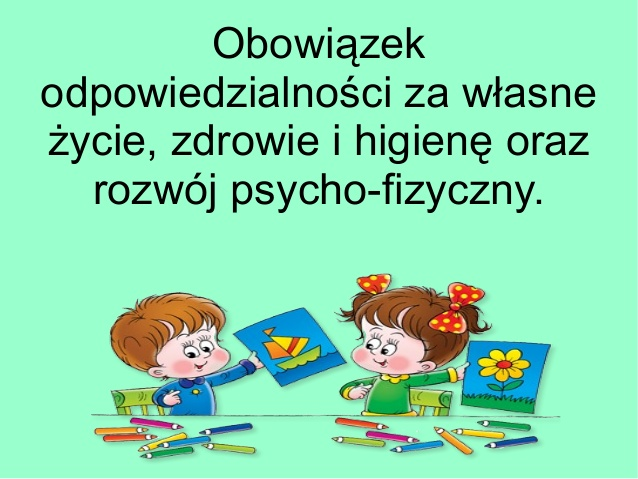 Obowiązek
odpowiedzialności za własne
życie, zdrowie i higienę oraz
rozwój psycho-fizyczny.